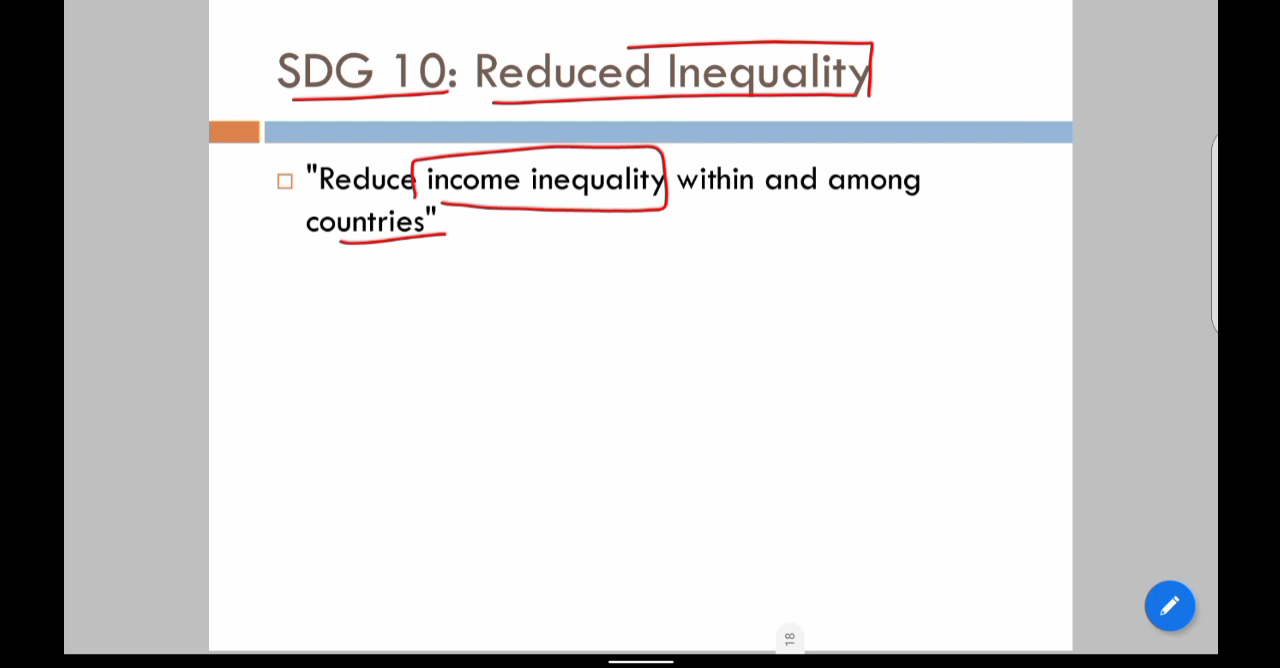 SDG 10: Reduced Inequality
"Reduce income inequality within and among
countries"
18